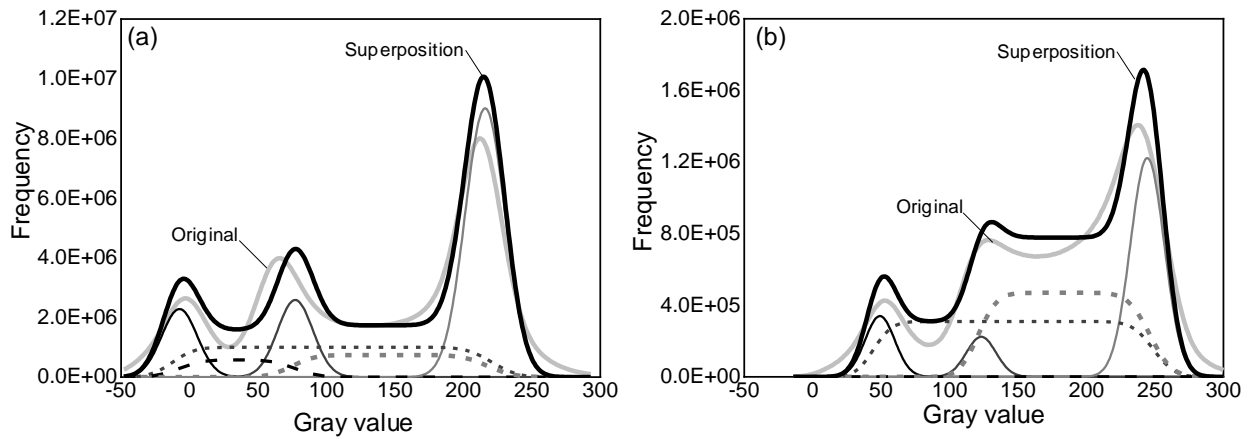 (a)
Frequency
1.2E+07
1.0E+07
8.0E+06
6.0E+06
4.0E+06
2.0E+06
0.0E+00
Superposition
Original
-50 0 50 100 150 200 250 300
Gray value
(b)
Frequency
2.0E+06
1.6E+06
1.2E+06
8.0E+05
4.0E+05
0.0E+00
Superposition
Original
0 50 100 150 200 250 300
Gray value